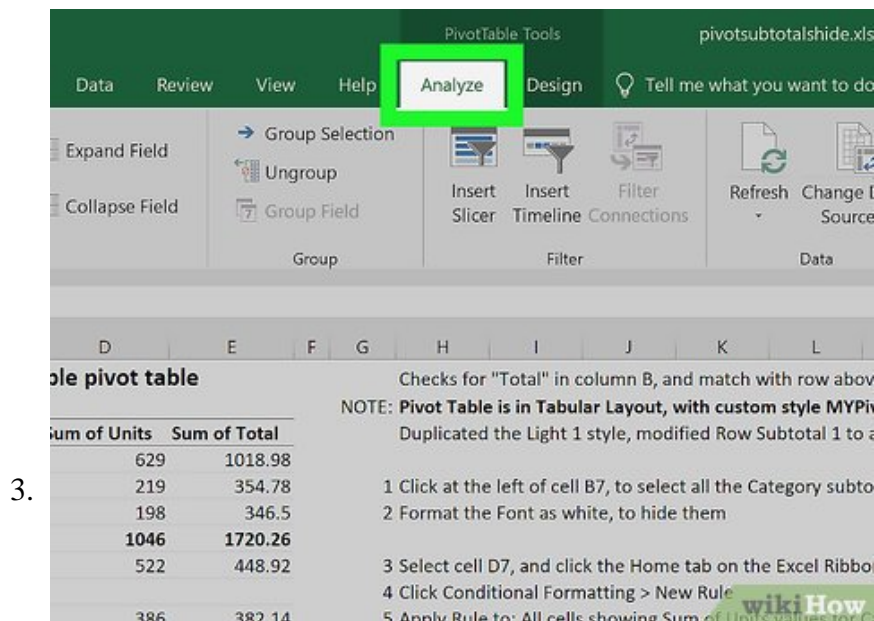 PivotTable Tools pivotsubtotalshide.xls
Data Review View Help Analyze Design Tell me what you want to do
Expand Field
Collapse Field
Group Selection
Ungroup
7 Group Field
Group
Insert Slicer
Insert Timeline
Filter Connections
Filter
Refresh
Change
Source
Data
D E F G H I J K L
ple pivot table Checks for "Total" in column B, and match with row abov
NOTE: Pivot Table is in Tabular Layout, with custom style MYPiv
Sum of Units Sum of Total Duplicated the Light 1 style, modified Row Subtotal 1 to a
629 1018.98
3. 219 354.78 1 Click at the left of cell B7, to select all the Category subto
198 346.5 2 Format the Font as white, to hide them
1046 1720.26
522 448.92 3 Select cell D7, and click the Home tab on the Excel Ribbo
4 Click Conditional Formatting > New Rule
386 382.14 5 Apply Rule to: All cells showing Sum of Units values for
wikiHow